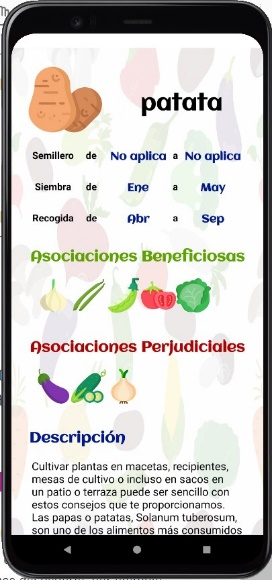 patata
Semillero de No aplica a No aplica
Siembra de Ene a May
Recogida de Abr a Sep
Asociaciones Beneficiosas
Asociaciones Perjudiciales
Descripción
Cultivar plantas en macetas, recipientes,
mesas de cultivo o incluso en sacos en
un patio o terraza puede ser sencillo con
estos consejos que te proporcionamos.
Las papas o patatas, Solanum tuberosum,
son uno de los alimentos más consumidos